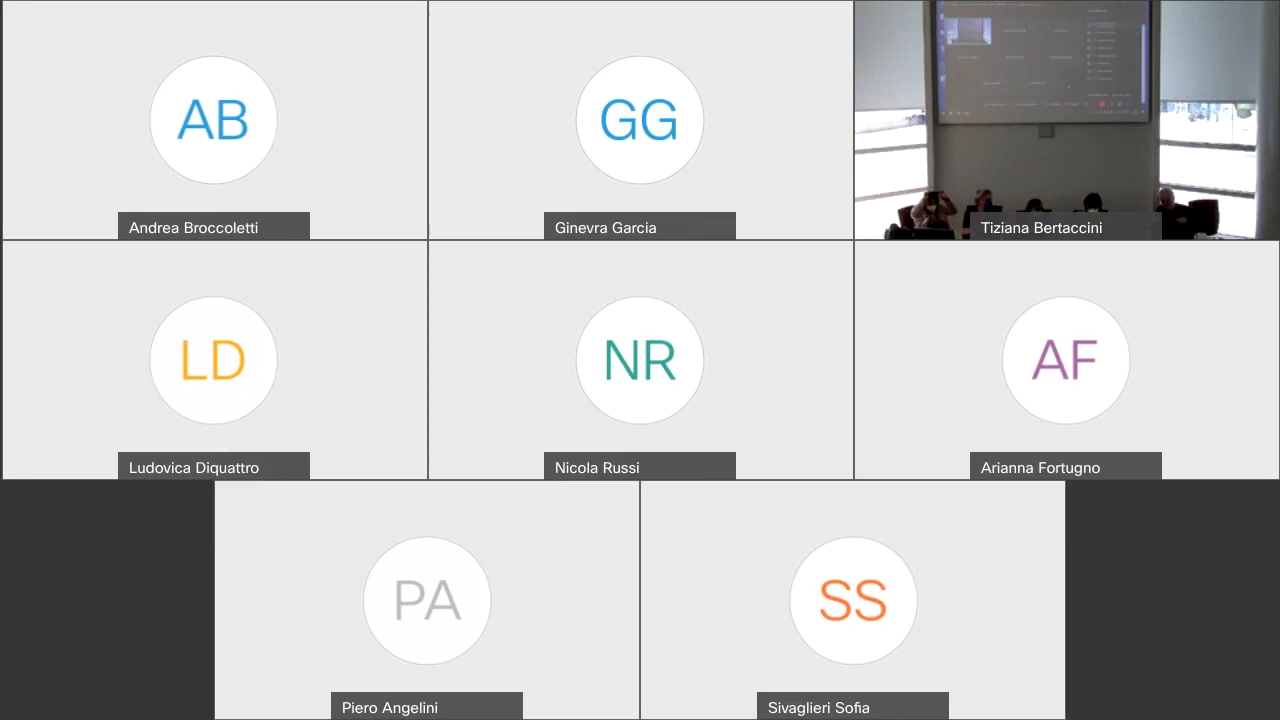 AB
GG
Andrea Broccoletti
Ginevra Garcia
Tiziana Bertaccini
LD
NR
AF
Ludovica Diquattro
Nicola Russi
Arianna Fortugno
PA
SS
Piero Angelini
Sivaglieri Sofia